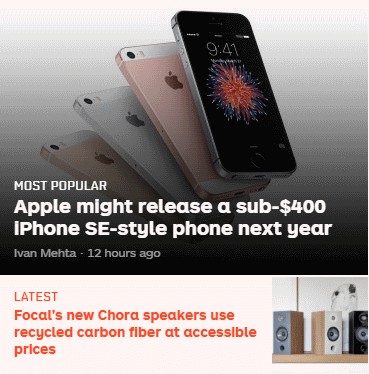 9:41
MOST POPULAR
Apple might release a sub-$400
iPhone SE-style phone next year
Ivan Mehta · 12 hours ago
LATEST
Focal's new Chora speakers use
recycled carbon fiber at accessible
prices